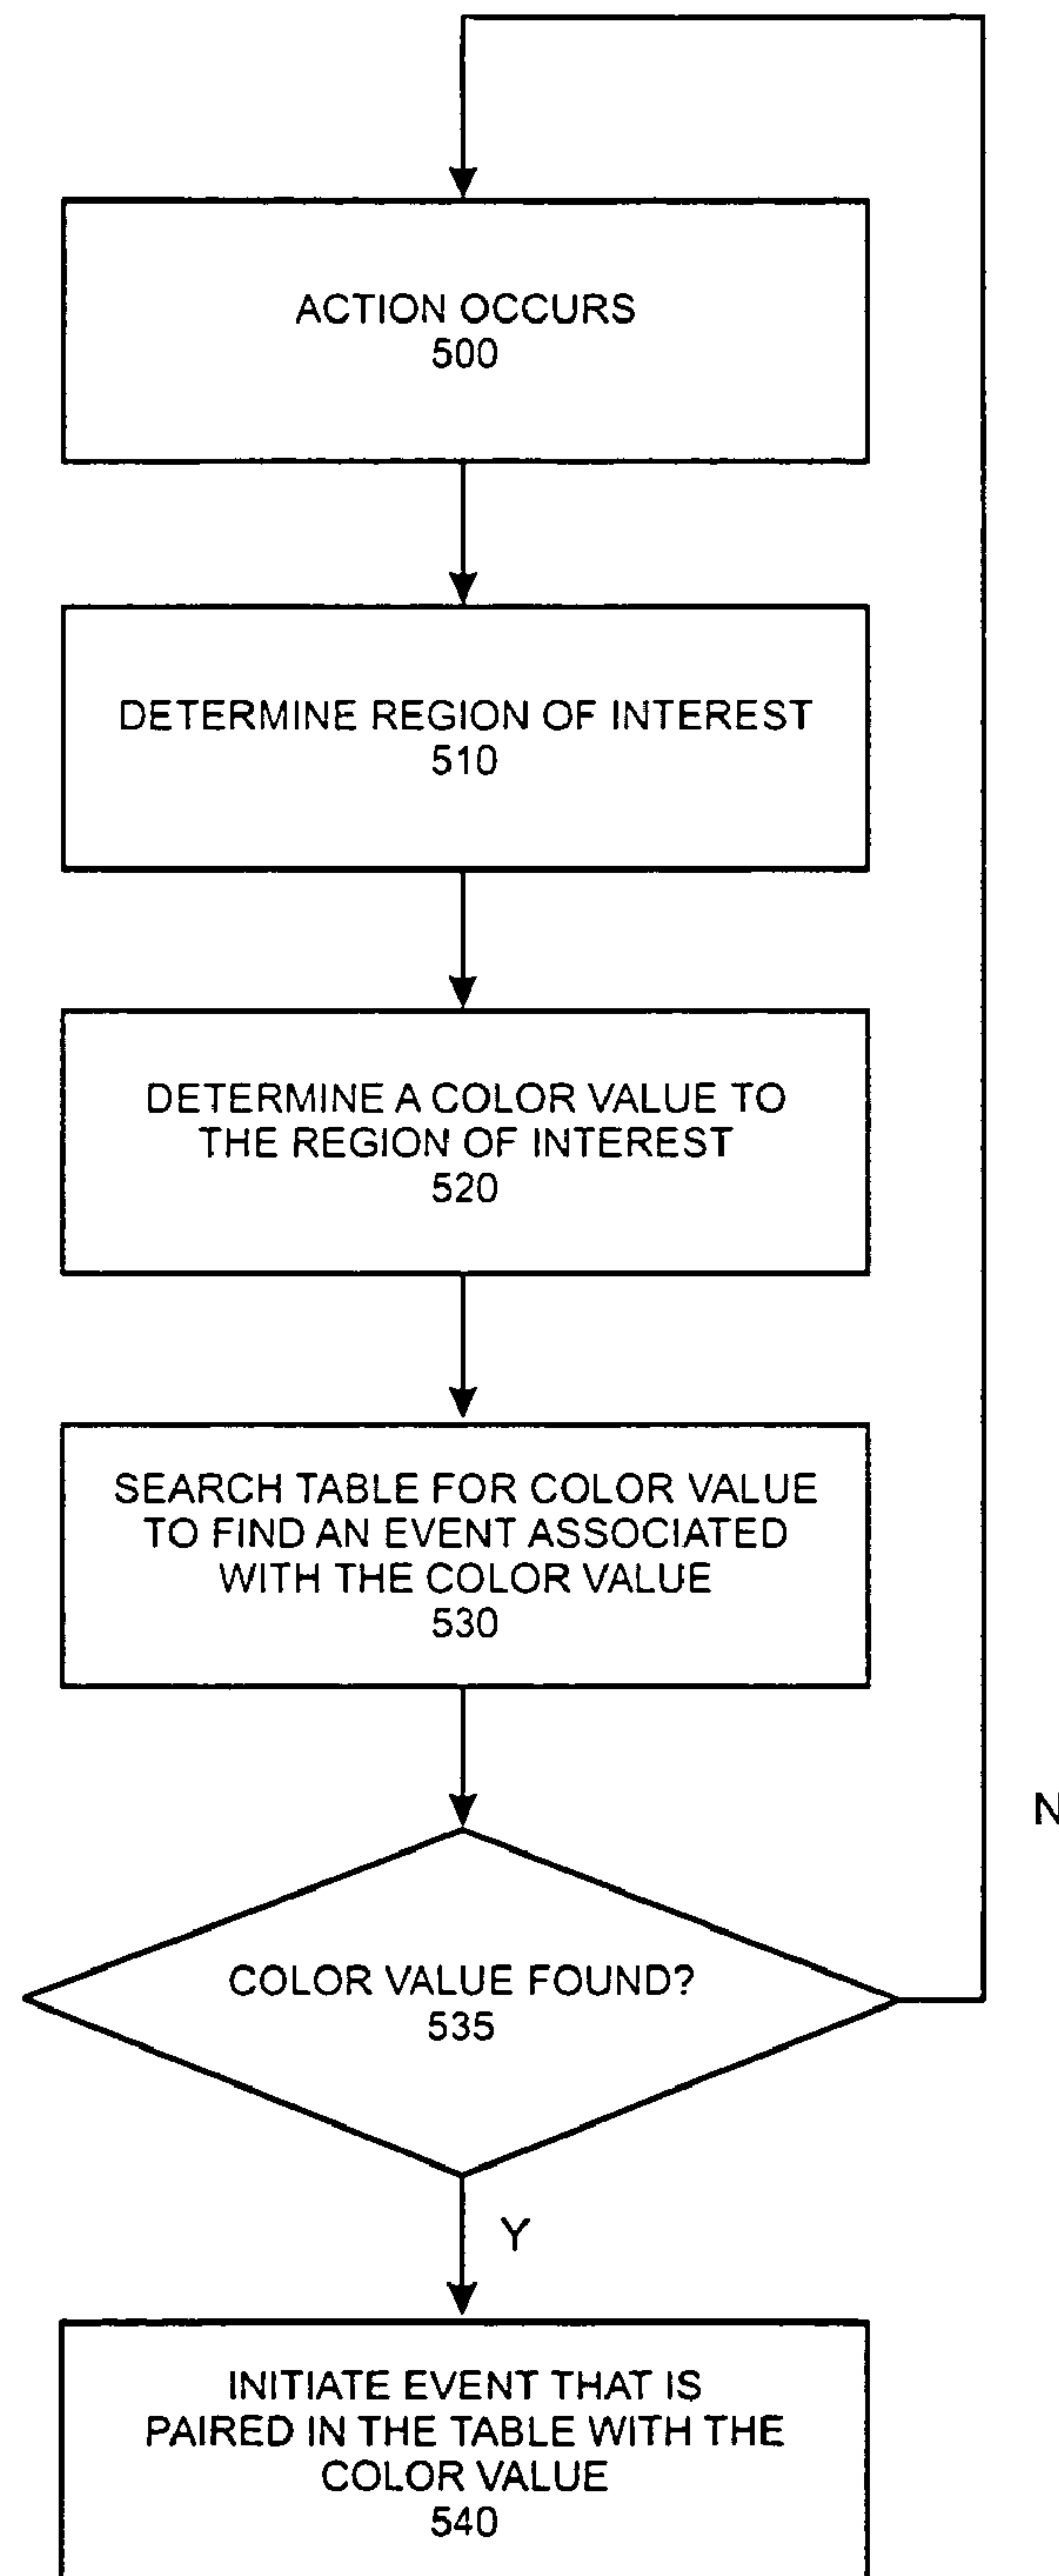 ACTION OCCURS
500
DETERMINE REGION OF INTEREST
510
DETERMINE A COLOR VALUE TO
THE REGION OF INTEREST
520
SEARCH TABLE FOR COLOR VALUE
TO FIND AN EVENT ASSOCIATED
WITH THE COLOR VALUE
530
N
COLOR VALUE FOUND?
535
Y
INITIATE EVENT THAT IS
PAIRED IN THE TABLE WITH THE
COLOR VALUE
540